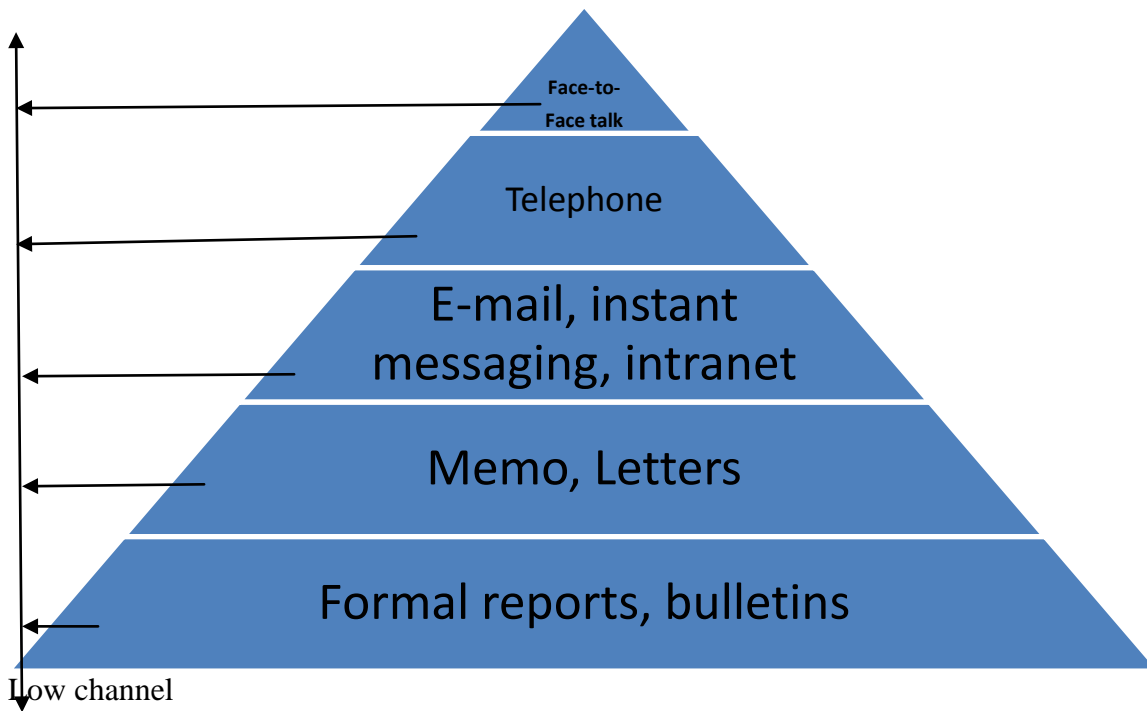 Face-to-
Face talk
Telephone
E-mail, instant
messaging, intranet
Memo, Letters
Formal reports, bulletins
Low channel